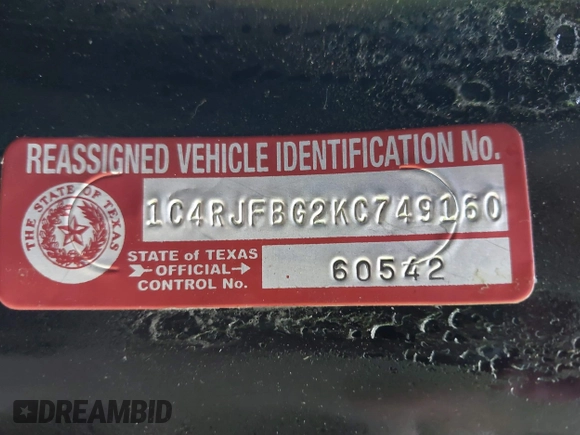 REASSIGNED VEHICLE IDENTIFICATION No.
THE STATE OF TEXAS
1C4RJFBG2KC749160
STATE of TEXAS
OFFICIAL
CONTROL No.
60542
DREAMBID